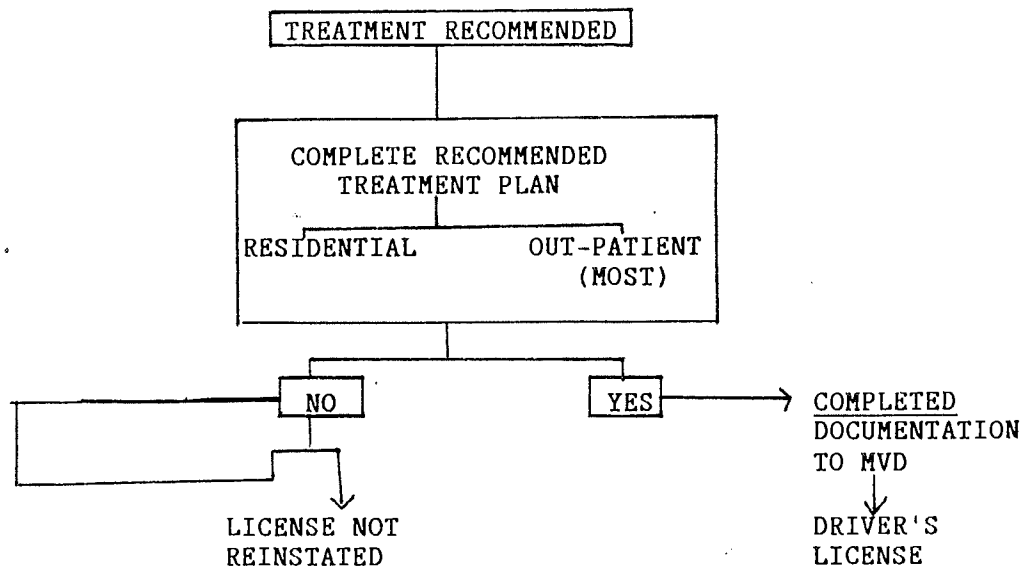 TREATMENT RECOMMENDED
COMPLETE RECOMMENDED
TREATMENT PLAN
RESIDENTIAL
OUT-PATIENT
(MOST)
NO
YES
COMPLETED
DOCUMENTATION
TO MVD
LICENSE NOT
REINSTATED
DRIVER'S
LICENSE